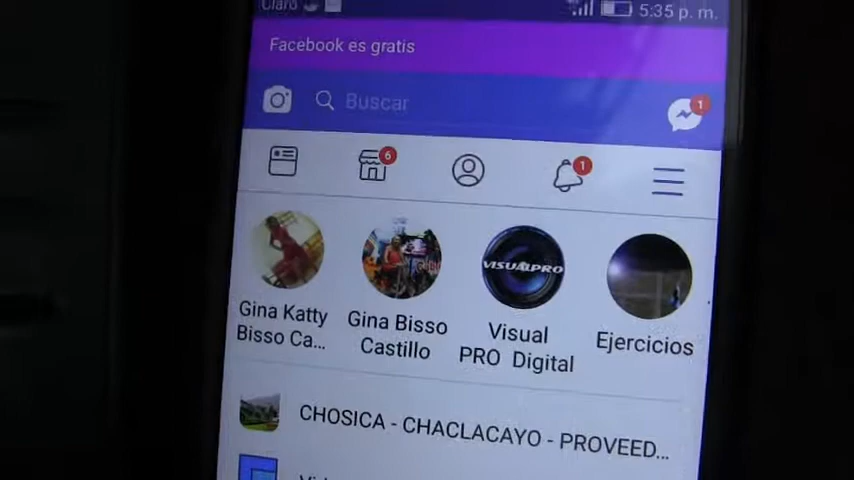 Claro
5:35 p. m.
Facebook es gratis
Buscar
1
6
1
VISUALPRO
Gina Katty
Bisso Ca...
Gina Bisso
Castillo
Visual
PRO Digital
Ejercicios
CHOSICA - CHACLACAYO - PROVEED...